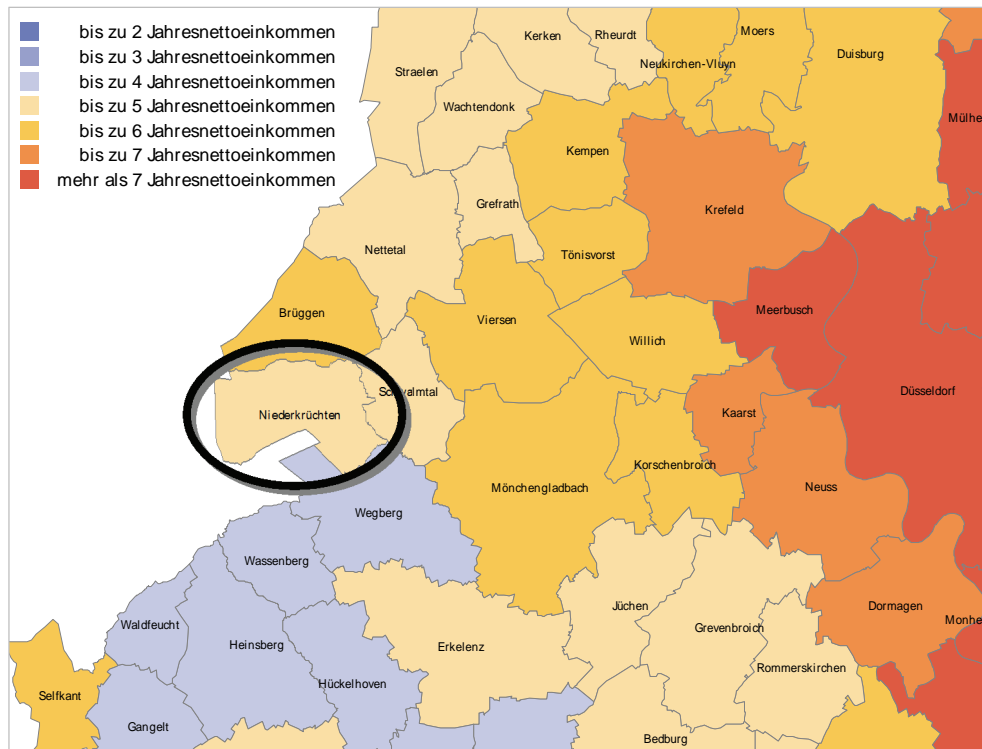 bis zu 2 Jahresnettoeinkommen
bis zu 3 Jahresnettoeinkommen
bis zu 4 Jahresnettoeinkommen
bis zu 5 Jahresnettoeinkommen
bis zu 6 Jahresnettoeinkommen
bis zu 7 Jahresnettoeinkommen
mehr als 7 Jahresnettoeinkommen
Kerken
Rheurdt
Moers
Duisburg
Neukirchen-Vluyn
Straelen
Wachtendonk
Mülhe
Kempen
Grefrath
Krefeld
Nettetal
Tönisvorst
Brüggen
Viersen
Meerbusch
Willich
Schwalmtal
Düsseldorf
Niederkrüchten
Kaarst
Korschenbroich
Mönchengladbach
Neuss
Wegberg
Wassenberg
Jüchen
Dormagen
Waldfeucht
Heinsberg
Grevenbroich
Monhe
Erkelenz
Rommerskirchen
Hückelhoven
Selfkant
Gangelt
Bedburg